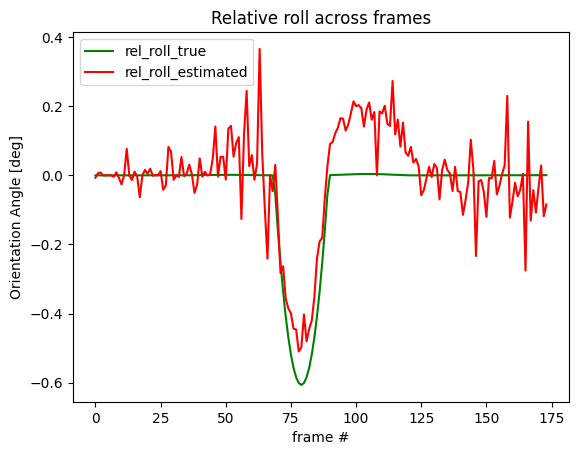 Relative roll across frames
rel_roll_true
rel_roll_estimated
Orientation Angle [deg]
0.4
0.2
0.0
−0.2
−0.4
−0.6
0 25 50 75 100 125 150 175
frame #